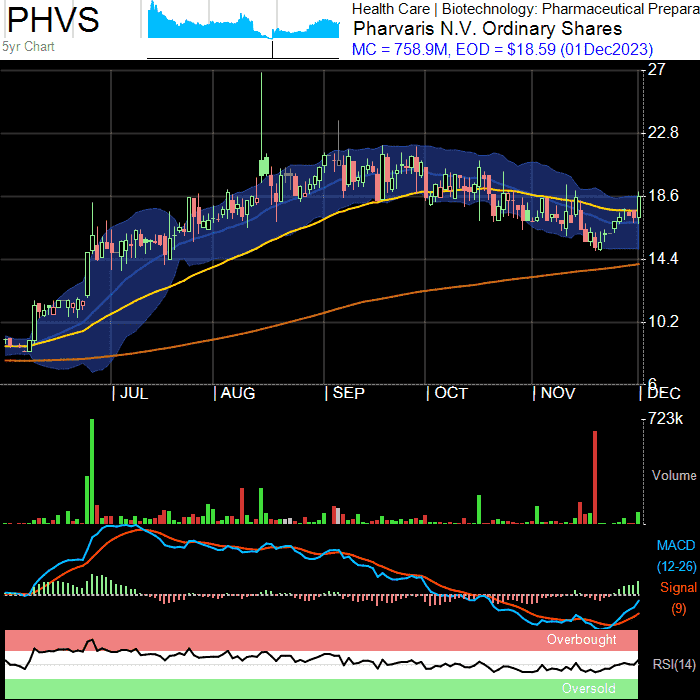 PHVS
5yr Chart
Health Care | Biotechnology: Pharmaceutical Prepara
Pharvaris N.V. Ordinary Shares
MC = 758.9M, EOD = $18.59 (01Dec2023)
27
22.8
18.6
14.4
10.2
6
JUL
AUG
SEP
OCT
NOV
DEC
723k
Volume
MACD
(12-26)
Signal
(9)
Overbought
RSI(14)
Oversold